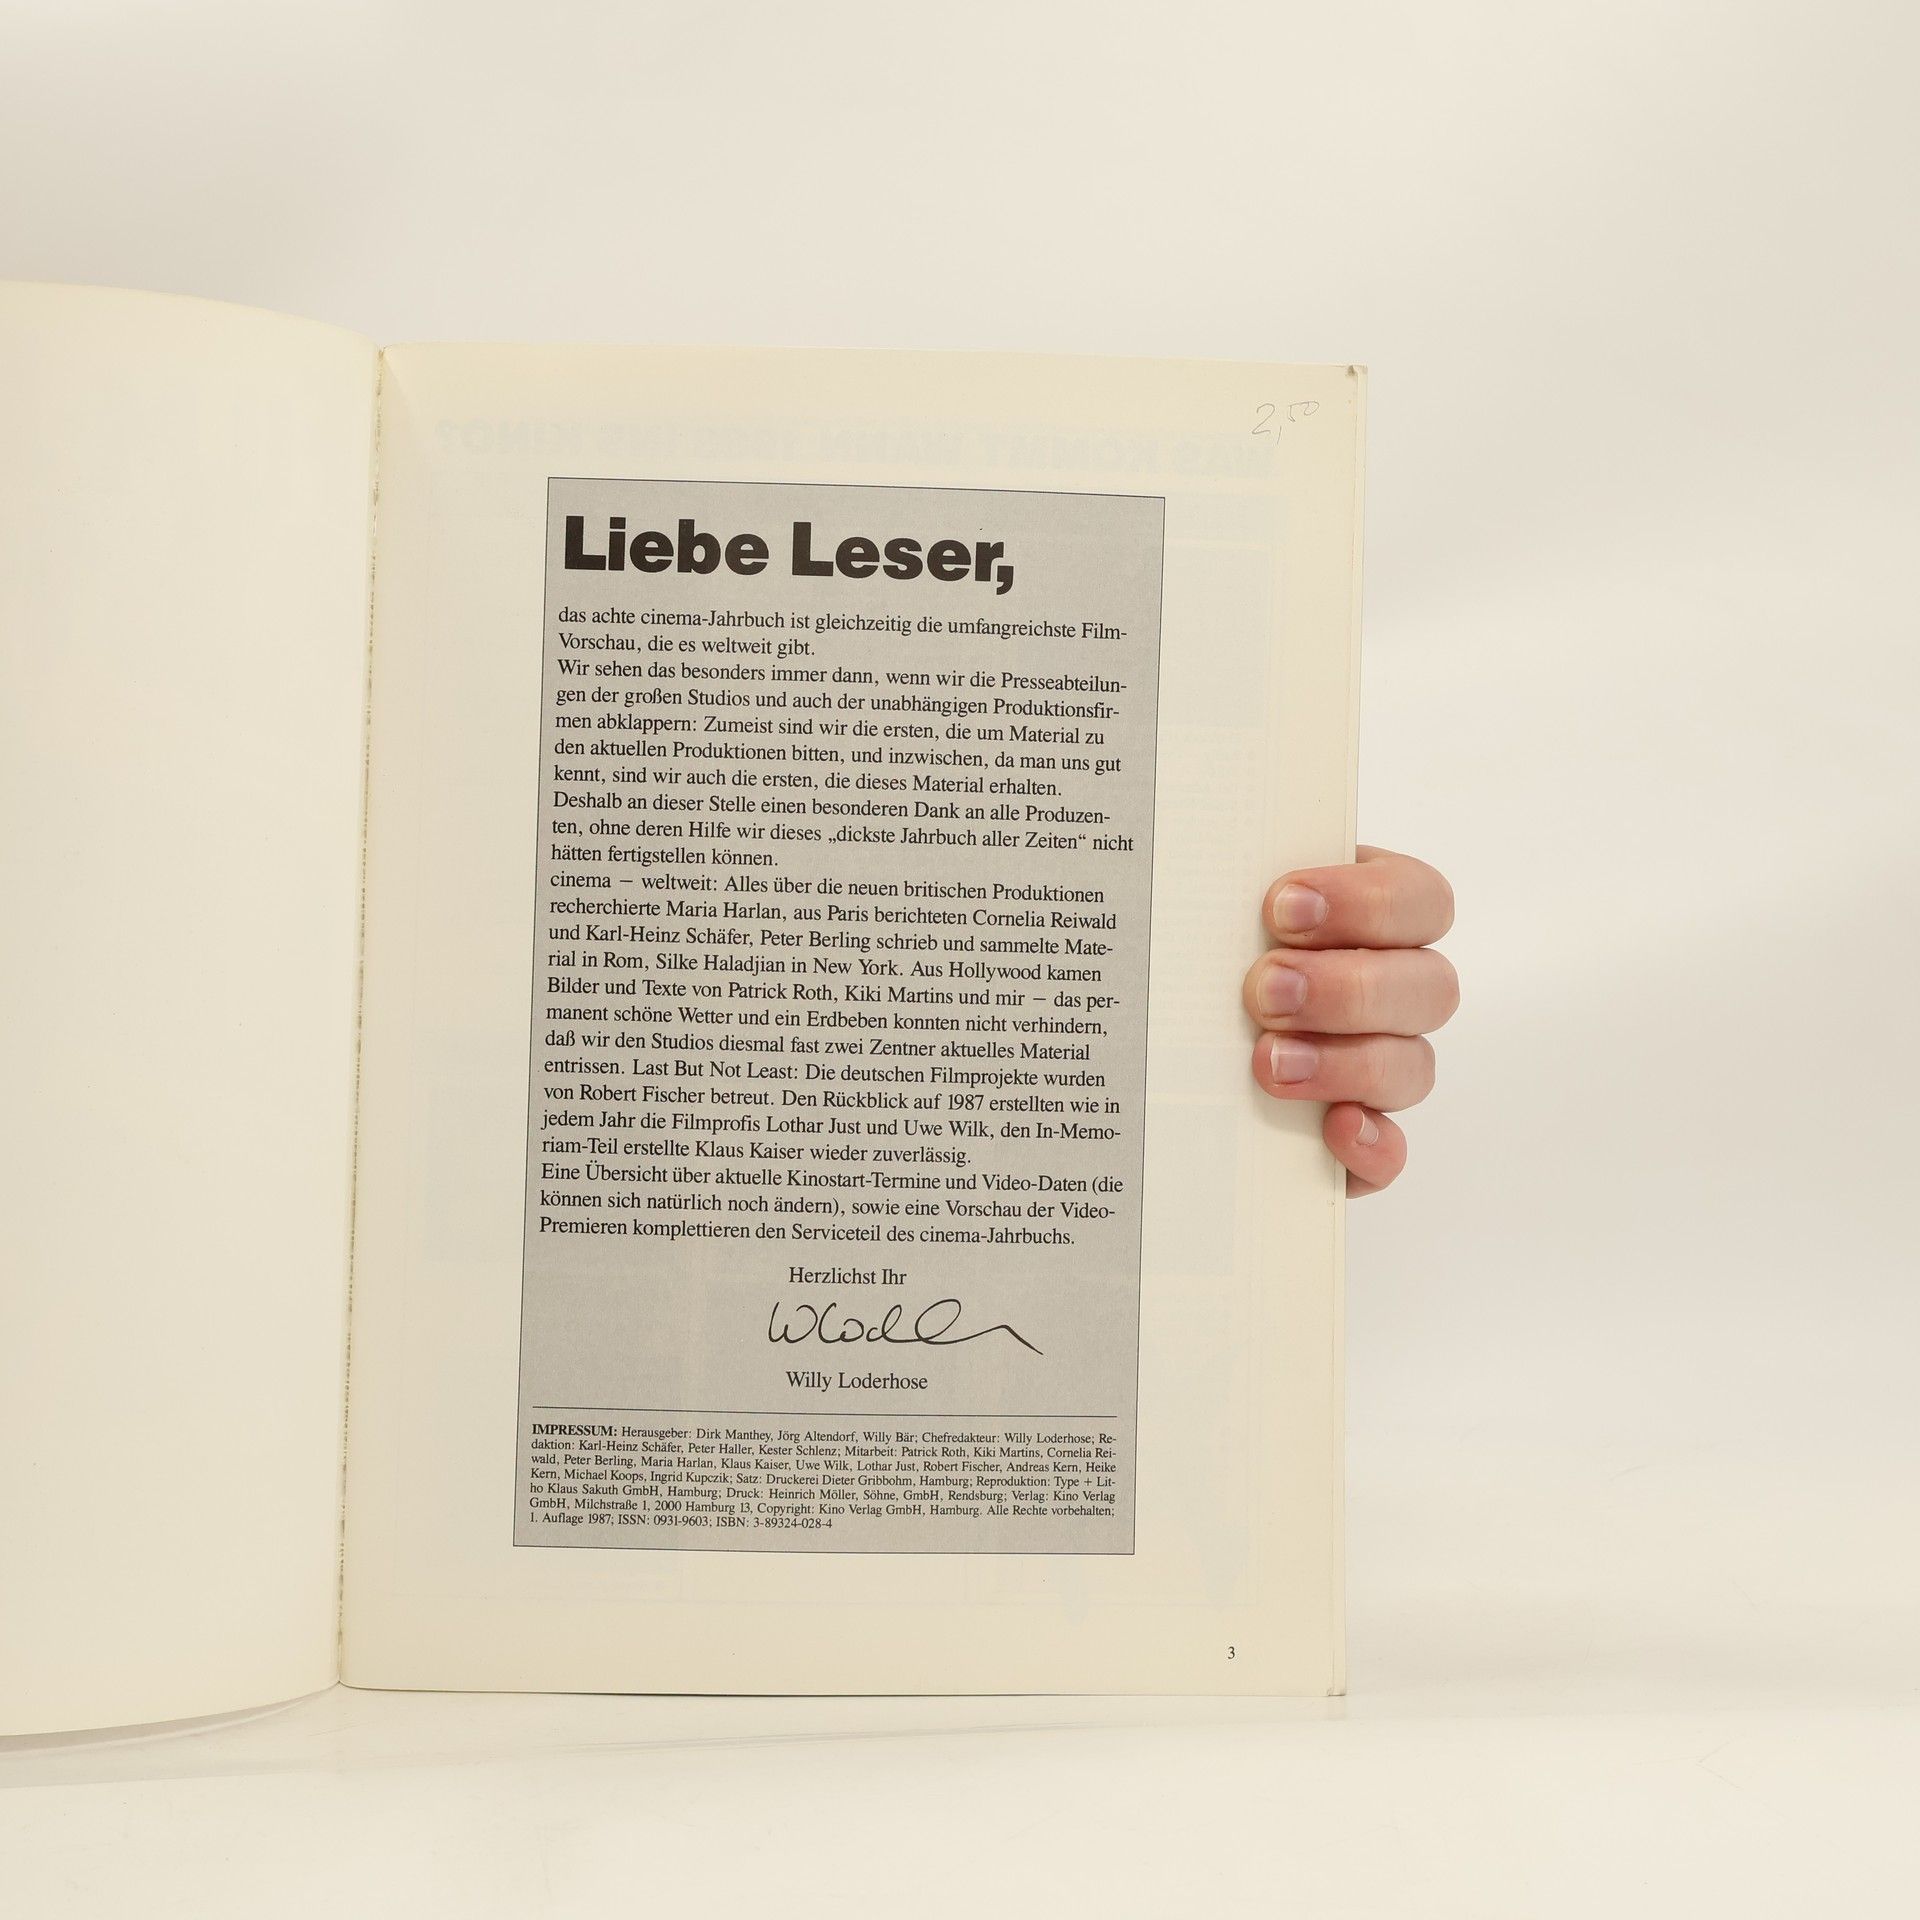 2,50
Liebe Leser,
das achte cinema-Jahrbuch ist gleichzeitig die umfangreichste Film-
Vorschau, die es weltweit gibt.
Wir sehen das besonders immer dann, wenn wir die Presseabteilun-
gen der großen Studios und auch der unabhängigen Produktionsfir-
men abklappern: Zumeist sind wir die ersten, die um Material zu
den aktuellen Produktionen bitten, und inzwischen, da man uns gut
kennt, sind wir auch die ersten, die dieses Material erhalten.
Deshalb an dieser Stelle einen besonderen Dank an alle Produzen-
ten, ohne deren Hilfe wir dieses „dickste Jahrbuch aller Zeiten“ nicht
hätten fertigstellen können.
cinema — weltweit: Alles über die neuen britischen Produktionen
recherchierte Maria Harlan, aus Paris berichteten Cornelia Reiwald
und Karl-Heinz Schäfer, Peter Berling schrieb und sammelte Mate-
rial in Rom, Silke Haladjian in New York. Aus Hollywood kamen
Bilder und Texte von Patrick Roth, Kiki Martins und mir — das per-
manent schöne Wetter und ein Erdbeben konnten nicht verhindern,
daß wir den Studios diesmal fast zwei Zentner aktuelles Material
entrissen. Last But Not Least: Die deutschen Filmprojekte wurden
von Robert Fischer betreut. Den Rückblick auf 1987 erstellten wie in
jedem Jahr die Filmprofis Lothar Just und Uwe Wilk, den In-Memo-
riam-Teil erstellte Klaus Kaiser wieder zuverlässig.
Eine Übersicht über aktuelle Kinostart-Termine und Video-Daten (die
können sich natürlich noch ändern), sowie eine Vorschau der Video-
Premieren komplettieren den Serviceteil des cinema-Jahrbuchs.
Herzlichst Ihr
Willy Loderhose
IMPRESSUM: Herausgeber: Dirk Manthey, Jörg Altendorf, Willy Bär; Chefredakteur: Willy Loderhose; Re-
daktion: Karl-Heinz Schäfer, Peter Haller, Kester Schlenz; Mitarbeit: Patrick Roth, Kiki Martins, Cornelia Rei-
wald, Peter Berling, Maria Harlan, Klaus Kaiser, Uwe Wilk, Lothar Just, Robert Fischer, Andreas Kern, Heike
Kern, Michael Koops, Ingrid Kupczik; Satz: Druckerei Dieter Gribbohm, Hamburg; Reproduktion: Type + Lit-
ho Klaus Sakuth GmbH, Hamburg; Druck: Heinrich Möller, Söhne, GmbH, Rendsburg; Verlag: Kino Verlag
GmbH, Milchstraße 1, 2000 Hamburg 13, Copyright: Kino Verlag GmbH, Hamburg. Alle Rechte vorbehalten;
1. Auflage 1987; ISSN: 0931-9603; ISBN: 3-89324-028-4
3